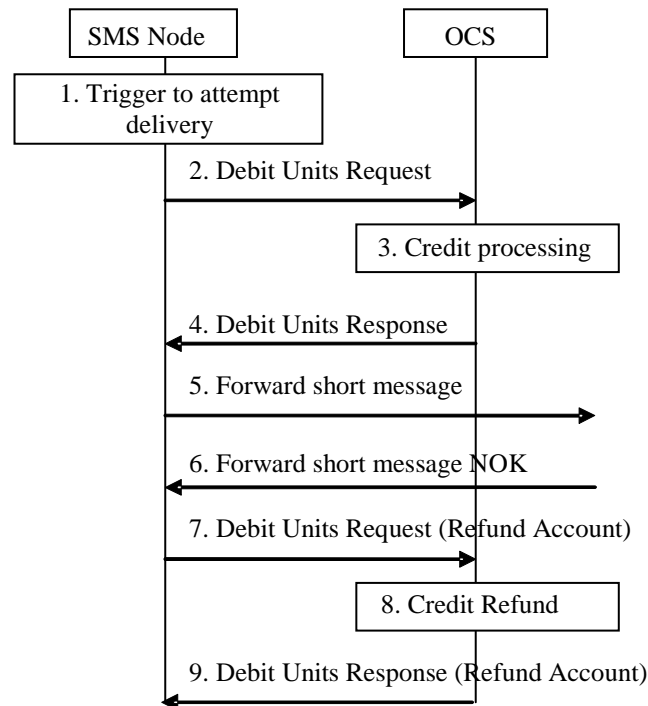 SMS Node
OCS
1. Trigger to attempt
delivery
2. Debit Units Request
3. Credit processing
4. Debit Units Response
5. Forward short message
6. Forward short message NOK
7. Debit Units Request (Refund Account)
8. Credit Refund
9. Debit Units Response (Refund Account)